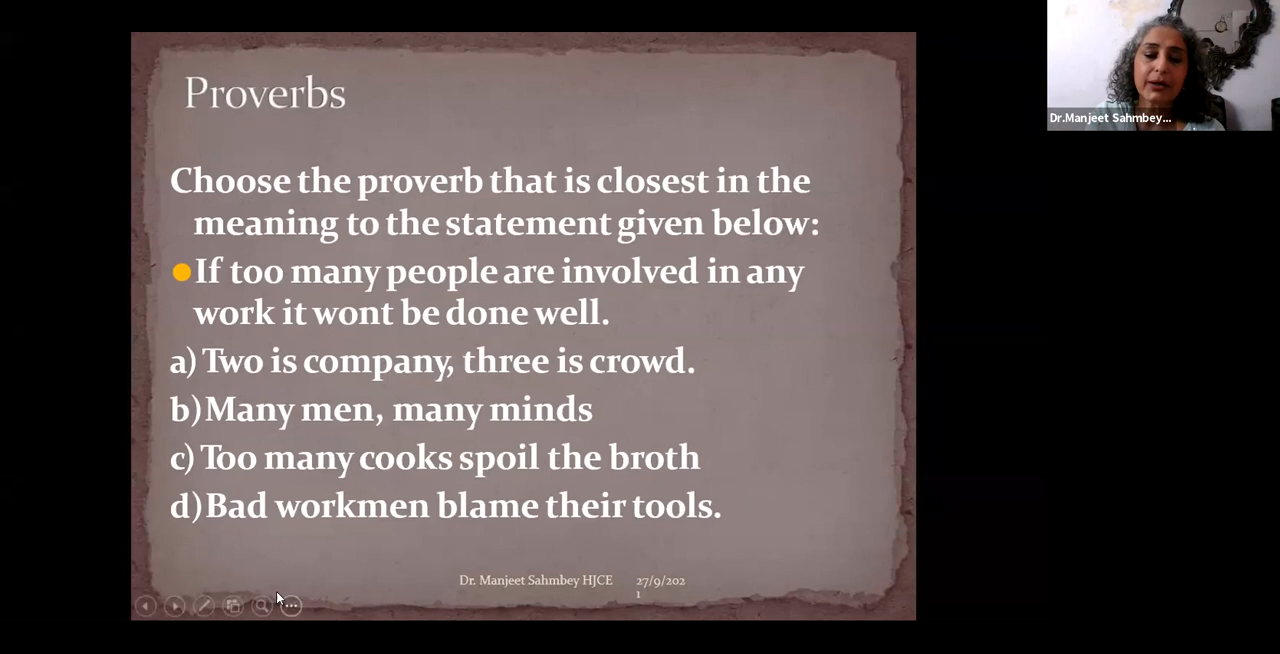 Proverbs
Choose the proverb that is closest in the
meaning to the statement given below:
If too many people are involved in any
work it wont be done well.
a) Two is company, three is crowd.
b)Many men, many minds
c) Too many cooks spoil the broth
d)Bad workmen blame their tools.
Dr. Manjeet Sahmbey HJCE 27/9/202
1
Dr.Manjeet Sahmbey...